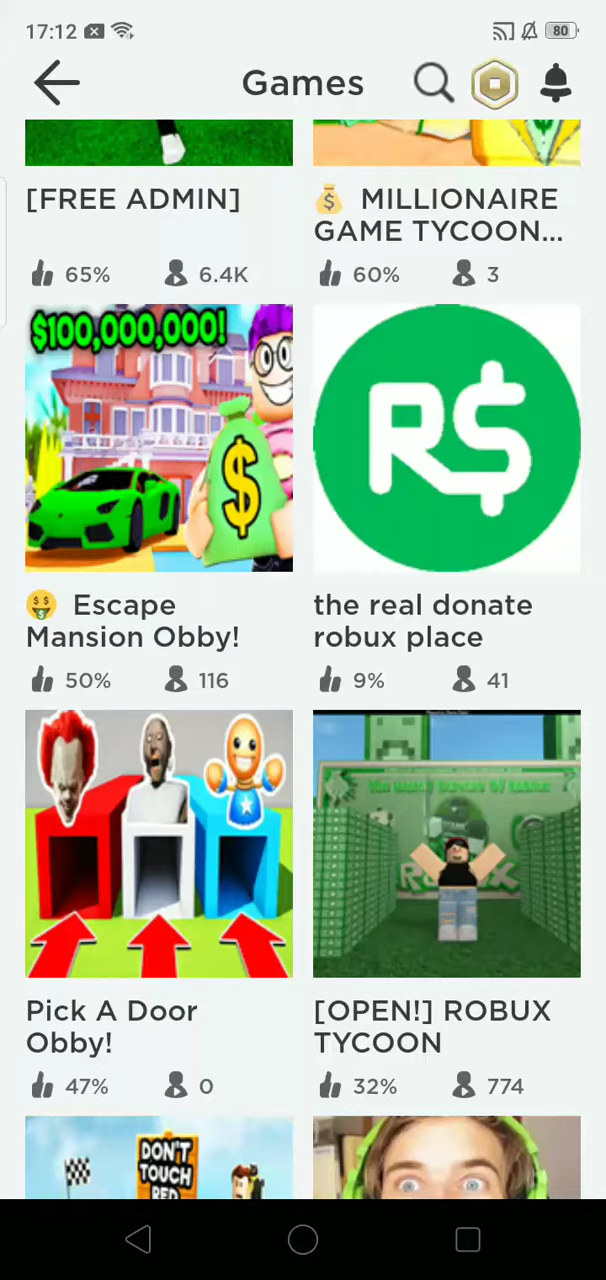 17:12
80
Games
[FREE ADMIN]
MILLIONAIRE
GAME TYCOON...
65%
6.4K
60%
3
$100,000,000!
$
R$
Escape
Mansion Obby!
the real donate
robux place
50%
116
9%
41
Pick A Door
Obby!
[OPEN!] ROBUX
TYCOON
47%
0
32%
774
DON'T
TOUCH
RED